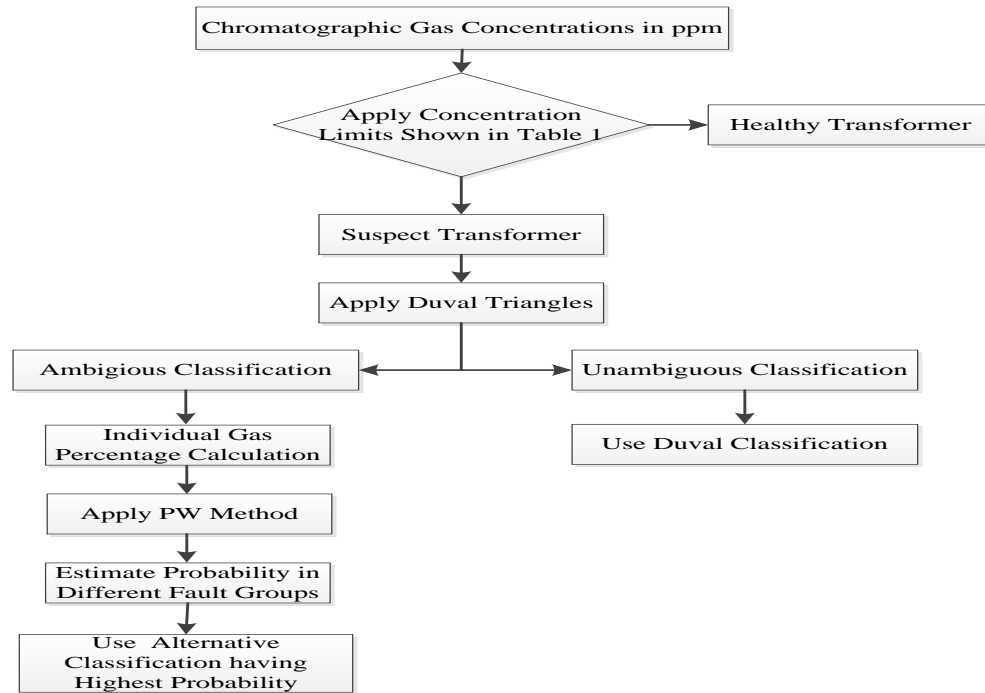 Chromatographic Gas Concentrations in ppm
Apply Concentration
Limits Shown in Table 1
Healthy Transformer
Suspect Transformer
Apply Duval Triangles
Ambigious Classification
Unambiguous Classification
Individual Gas
Percentage Calculation
Use Duval Classification
Apply PW Method
Estimate Probability in
Different Fault Groups
Use Alternative
Classification having
Highest Probability